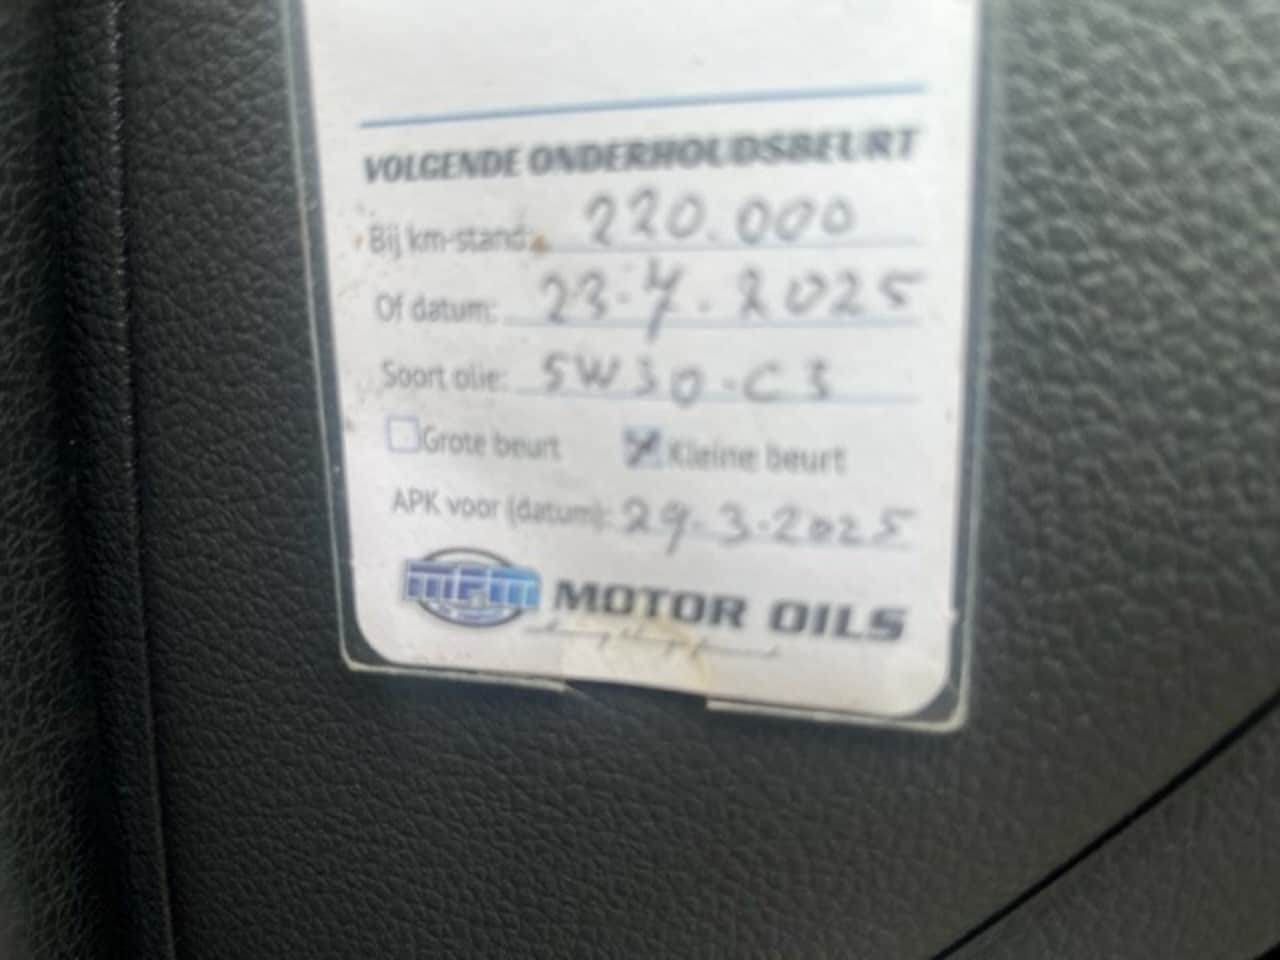 VOLGENDE ONDERHOUDSBEURT
Bij km-stand: 220.000
Of datum: 23-4.2025
Soort olie: 5W30-C3
Grote beurt Kleine beurt
APK voor (datum): 29-3-2025
mpm MOTOR OILS